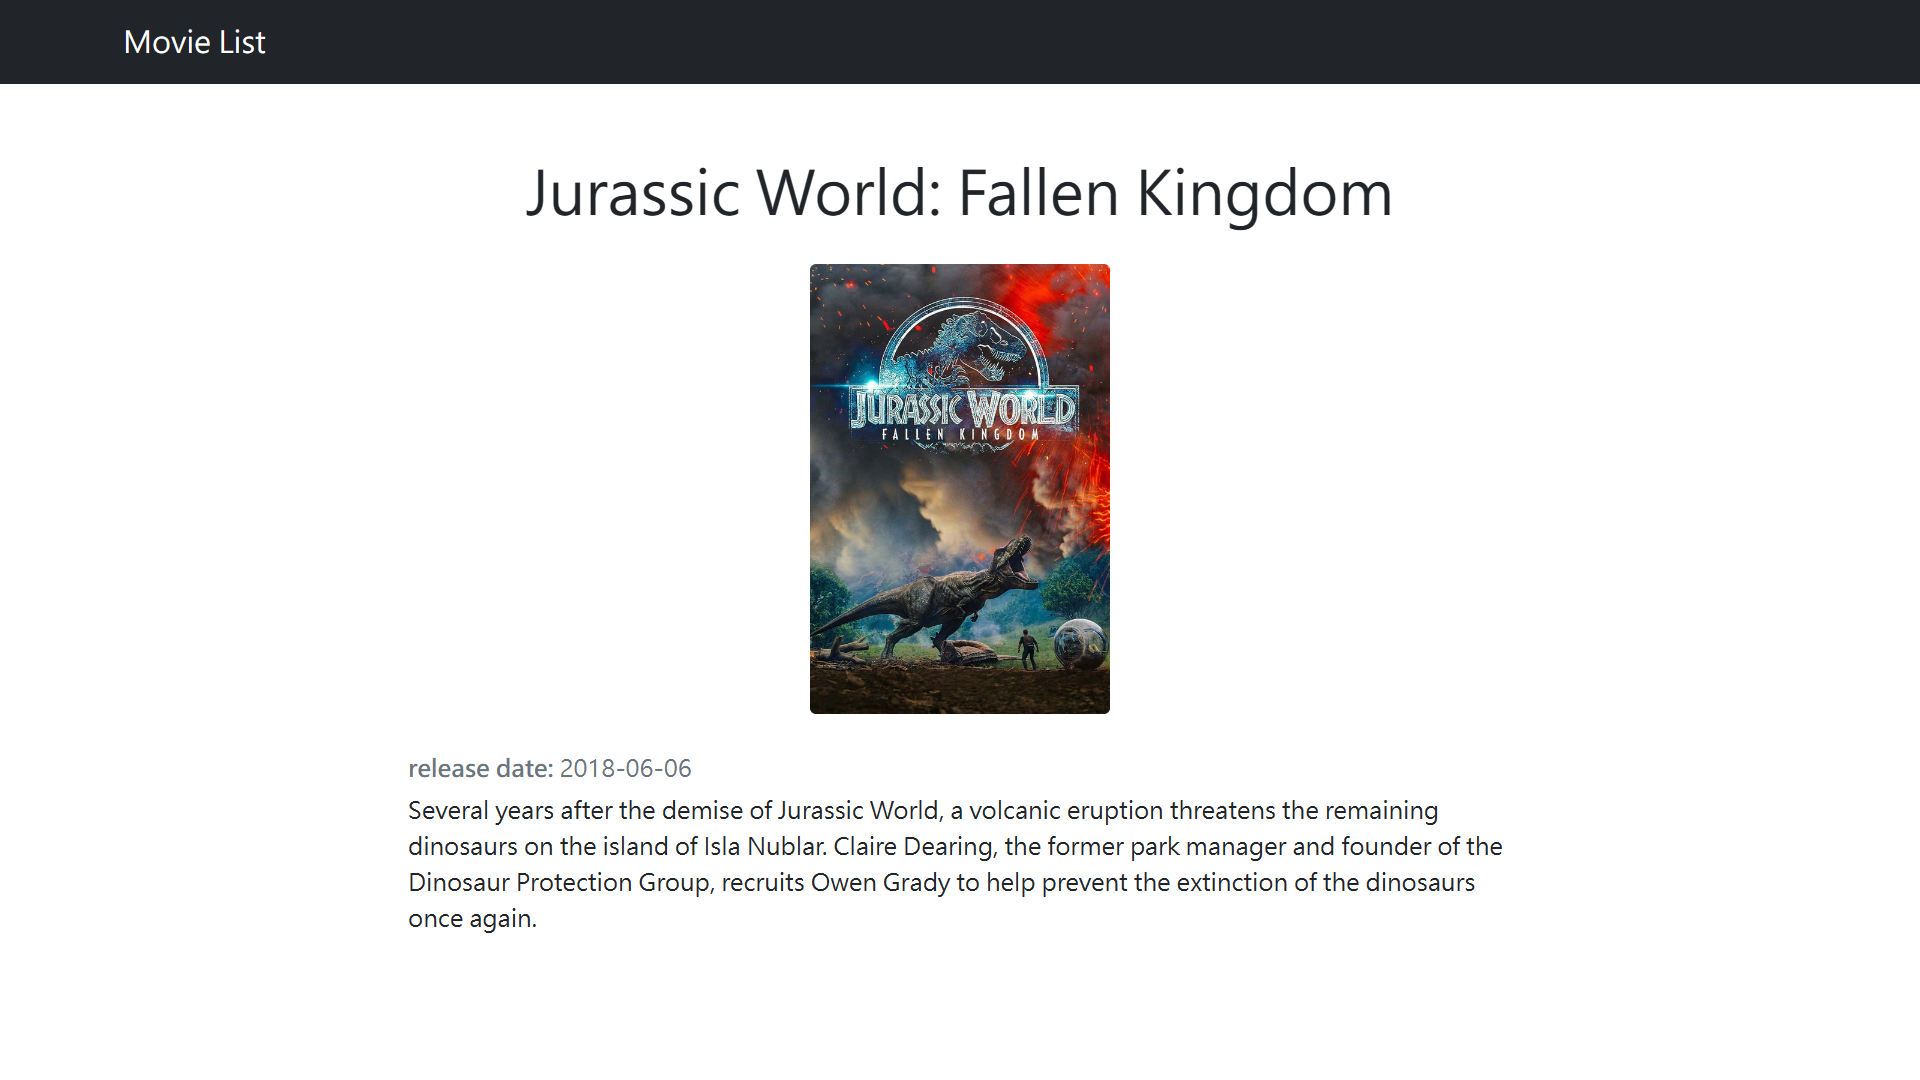 Movie List
Jurassic World: Fallen Kingdom
JURASSIC WORLD
FALLEN KINGDOM
release date: 2018-06-06
Several years after the demise of Jurassic World, a volcanic eruption threatens the remaining
dinosaurs on the island of Isla Nublar. Claire Dearing, the former park manager and founder of the
Dinosaur Protection Group, recruits Owen Grady to help prevent the extinction of the dinosaurs
once again.